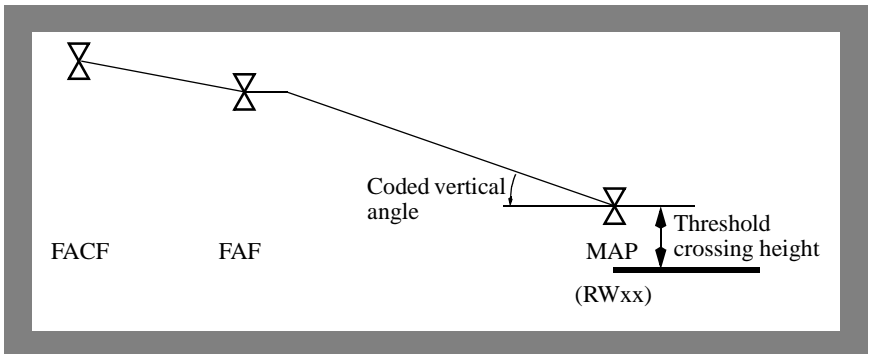 Coded vertical
angle
Threshold
crossing height
FACF
FAF
MAP
(RWxx)